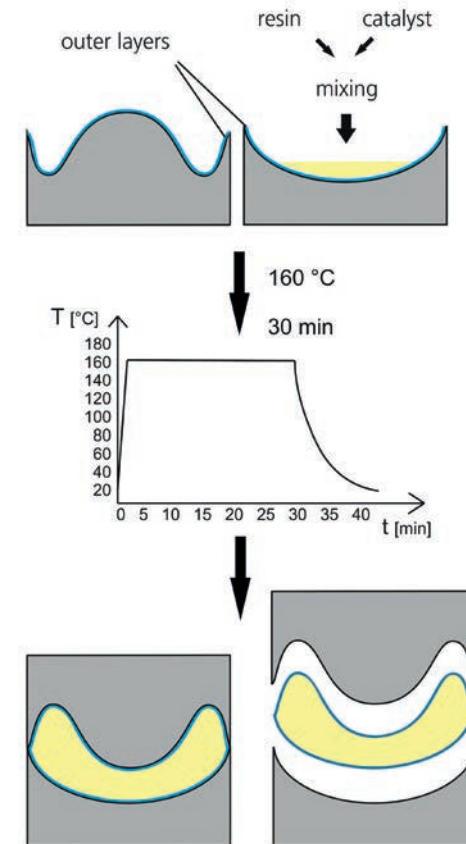 resin catalyst
outer layers
mixing
160 °C
30 min
T [°C]
180
160
140
120
100
80
60
40
20
0 5 10 15 20 25 30 35 40
t [min]